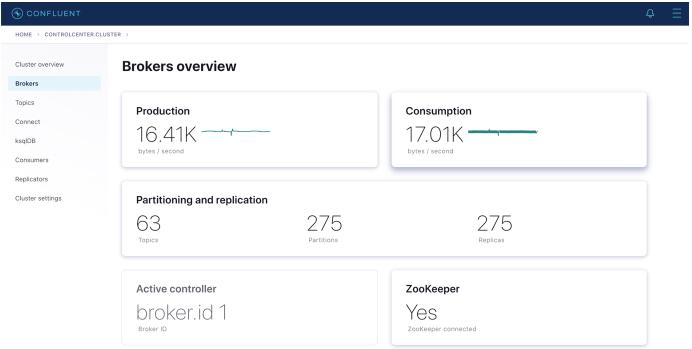 CONFLUENT
HOME > CONTROLCENTER.CLUSTER >
Cluster overview
Brokers
Topics
Connect
ksqlDB
Consumers
Replicators
Cluster settings
Brokers overview
Production
16.41K
bytes / second
Consumption
17.01K
bytes / second
Partitioning and replication
63
Topics
275
Partitions
275
Replicas
Active controller
broker.id 1
Broker ID
ZooKeeper
Yes
ZooKeeper connected